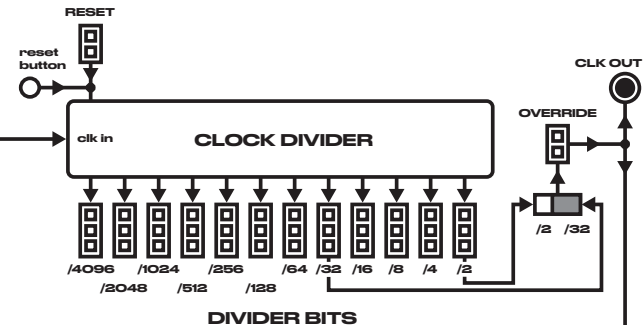 RESET
reset
button
CLK OUT
OVERRIDE
clk in
CLOCK DIVIDER
/2 /32
/4096 /1024 /256 /64 /32 /16 /8 /4 /2
/2048 /512 /128
DIVIDER BITS